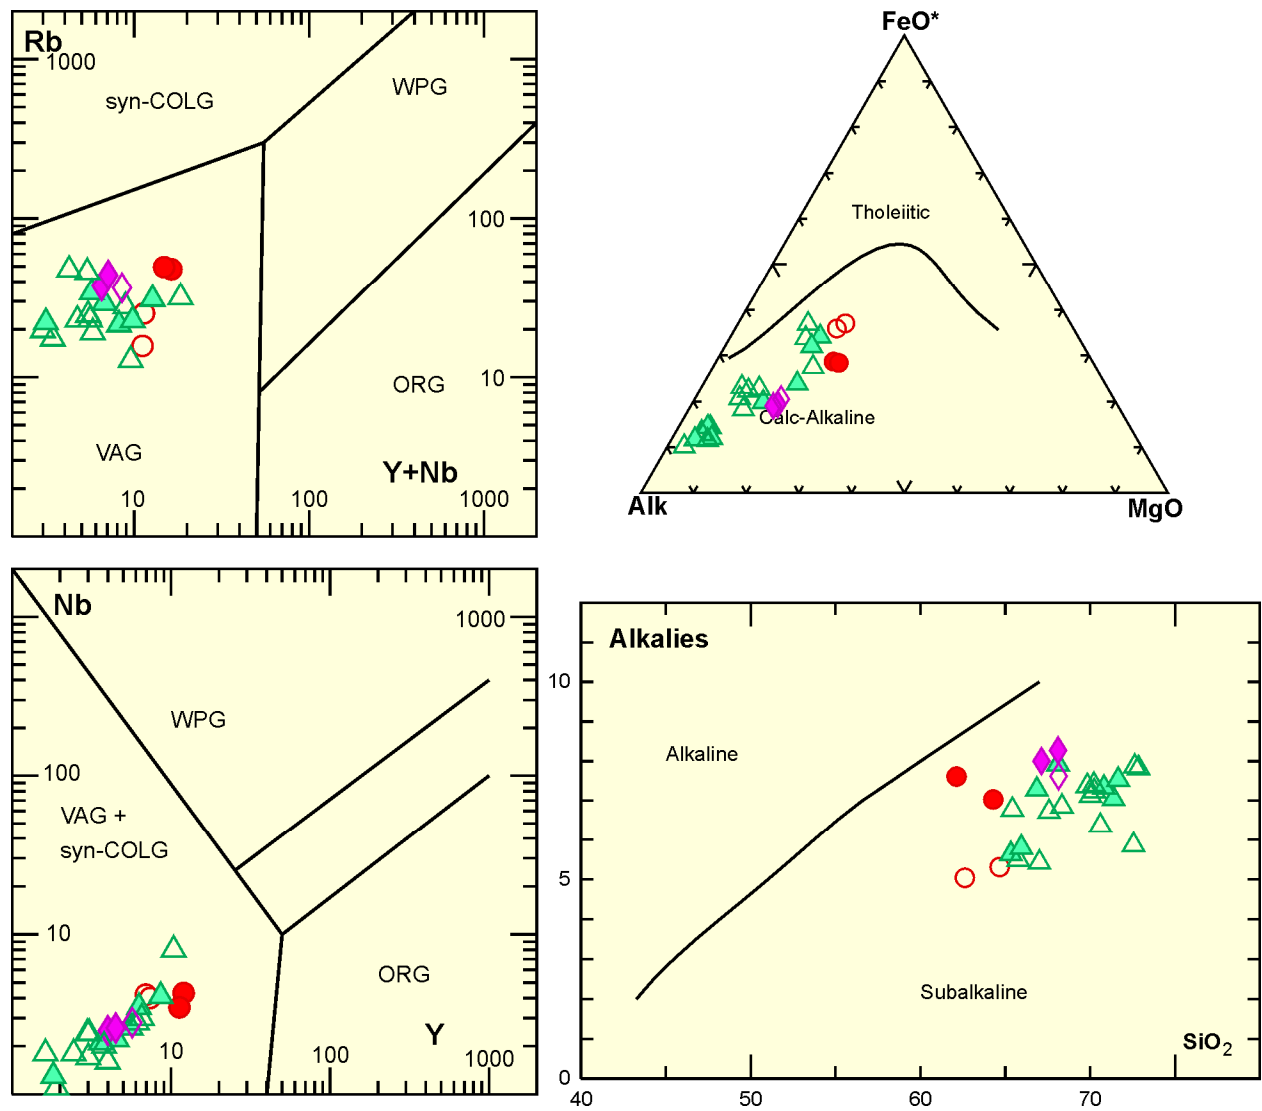 Rb
1000
syn-COLG
WPG
100
10
ORG
VAG
Y+Nb
10
100
1000
FeO*
Tholeiitic
Calc-Alkaline
Alk
MgO
Nb
1000
WPG
100
VAG +
syn-COLG
10
ORG
Y
10
100
1000
Alkalies
10
Alkaline
5
Subalkaline
SiO₂
0
40
50
60
70